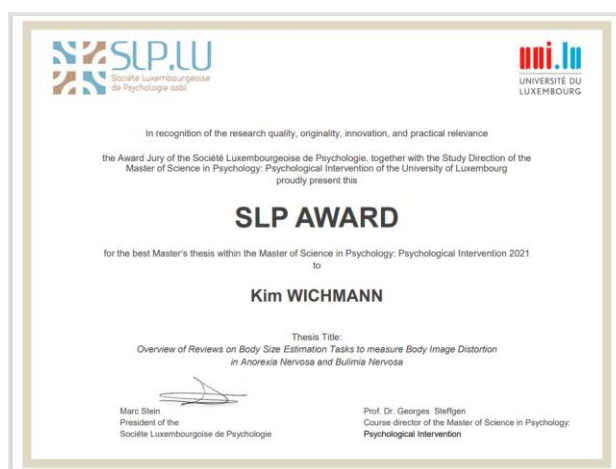 SLP.LU
Société Luxembourgeoise
de Psychologie asbl
uni.lu
UNIVERSITÉ DU
LUXEMBOURG
In recognition of the research quality, originality, innovation, and practical relevance
the Award Jury of the Société Luxembourgeoise de Psychologie, together with the Study Direction of the
Master of Science in Psychology: Psychological Intervention of the University of Luxembourg
proudly present this
SLP AWARD
for the best Master's thesis within the Master of Science in Psychology: Psychological Intervention 2021
to
Kim WICHMANN
Thesis Title:
Overview of Reviews on Body Size Estimation Tasks to measure Body Image Distortion
in Anorexia Nervosa and Bulimia Nervosa
Marc Stein
President of the
Sociéte Luxembourgoise de Psychologie
Prof. Dr. Georges Steffgen
Course director of the Master of Science in Psychology:
Psychological Intervention